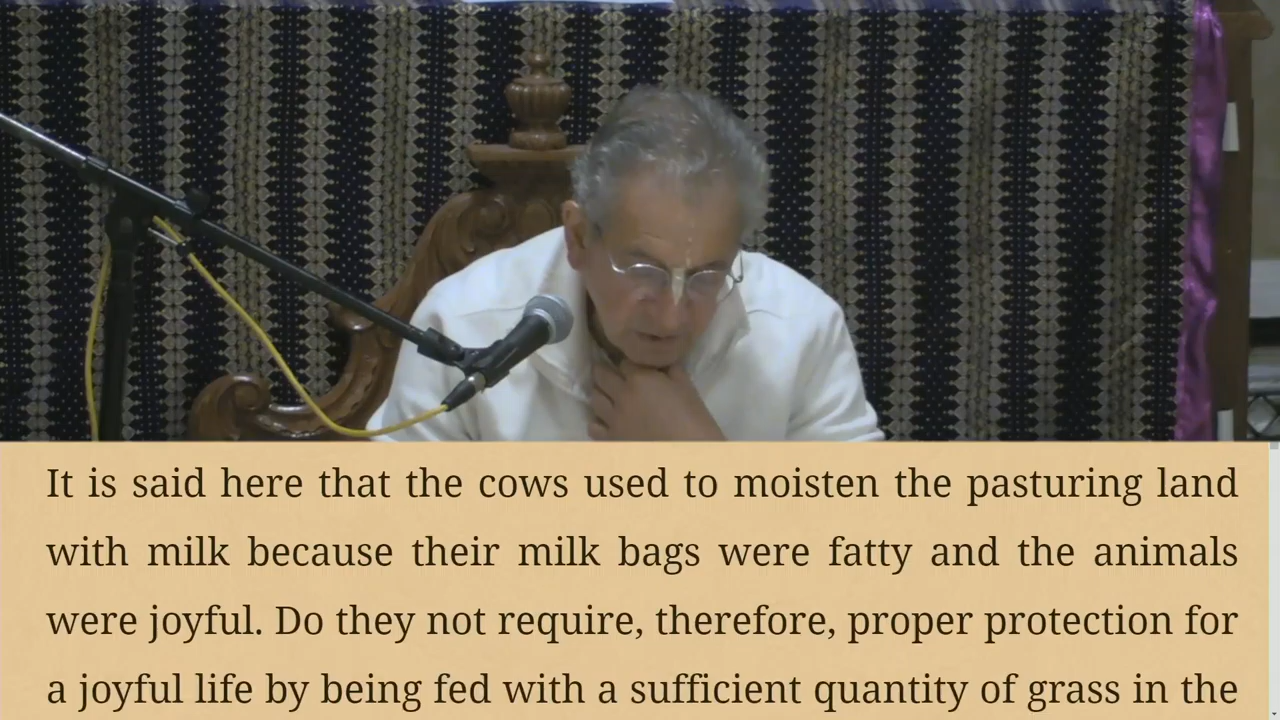 It is said here that the cows used to moisten the pasturing land
with milk because their milk bags were fatty and the animals
were joyful. Do they not require, therefore, proper protection for
a joyful life by being fed with a sufficient quantity of grass in the